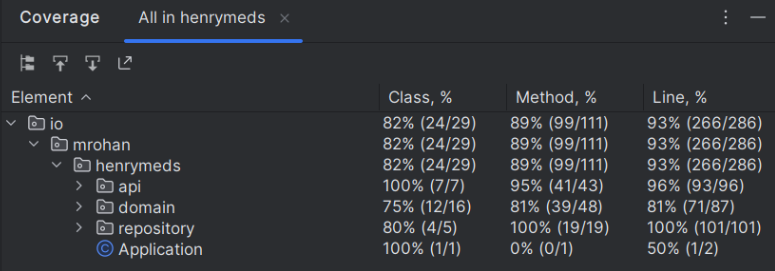 Coverage All in henrymeds
Element Class, % Method, % Line, %
io 82% (24/29) 89% (99/111) 93% (266/286)
mrohan 82% (24/29) 89% (99/111) 93% (266/286)
henrymeds 82% (24/29) 89% (99/111) 93% (266/286)
api 100% (7/7) 95% (41/43) 96% (93/96)
domain 75% (12/16) 81% (39/48) 81% (71/87)
repository 80% (4/5) 100% (19/19) 100% (101/101)
Application 100% (1/1) 0% (0/1) 50% (1/2)